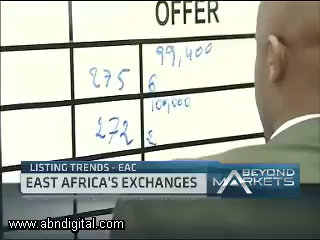 OFFER
99,400
275 6
100,000
272 2
LISTING TRENDS - EAC
EAST AFRICA'S EXCHANGES
BEYOND
MARKETS
www.abndigital.com